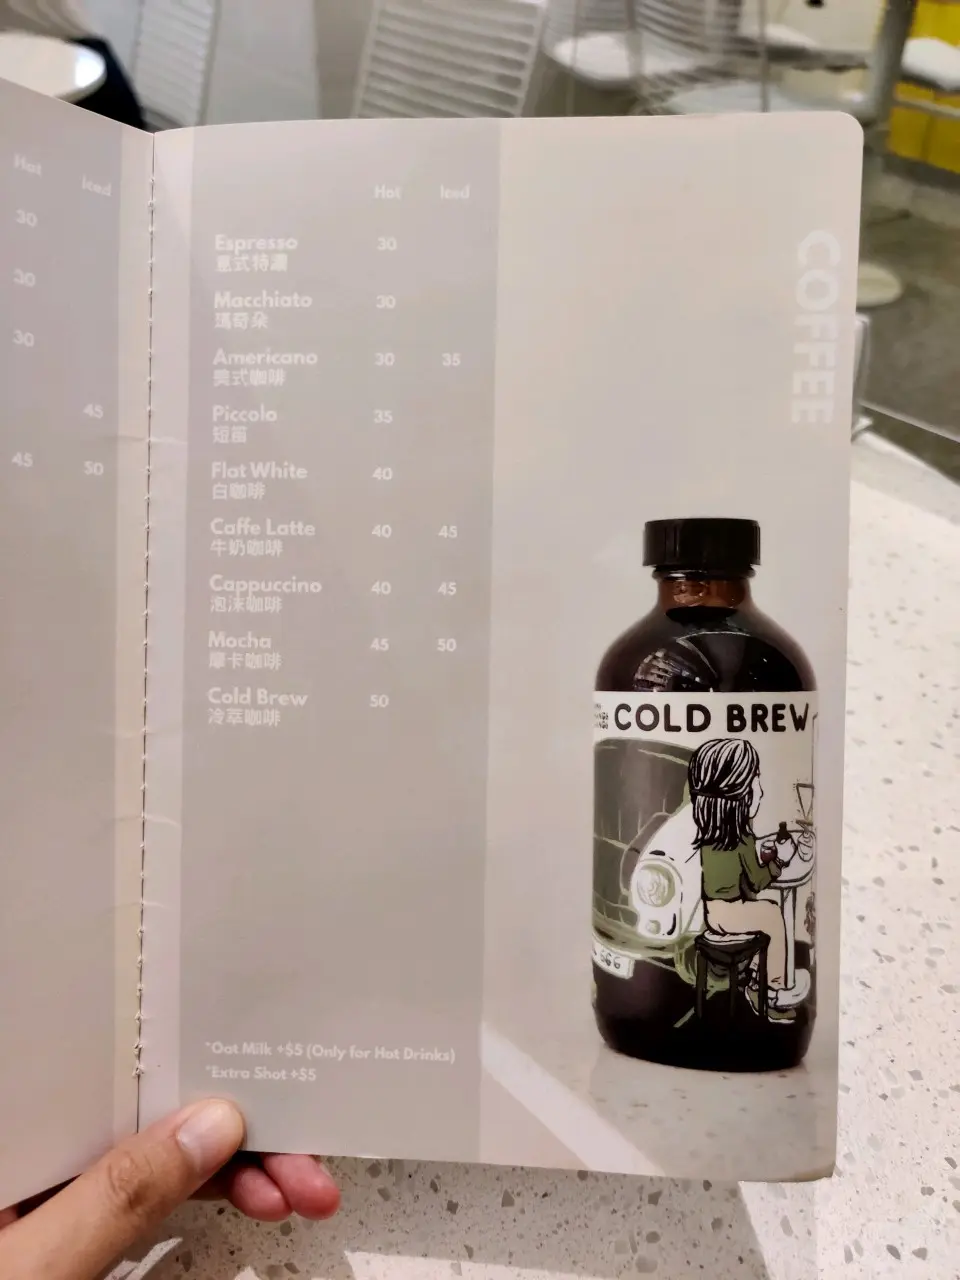 Hot Iced
30
30
30
45
45 50
Hot Iced
Espresso 30
意式特濃
Macchiato 30
瑪奇朵
Americano 30 35
美式咖啡
Piccolo 35
短笛
Flat White 40
白咖啡
Caffe Latte 40 45
牛奶咖啡
Cappuccino 40 45
泡沫咖啡
Mocha 45 50
摩卡咖啡
Cold Brew 50
冷萃咖啡
*Oat Milk +$5 (Only for Hot Drinks)
*Extra Shot +$5
COFFEE
COLD BREW
666